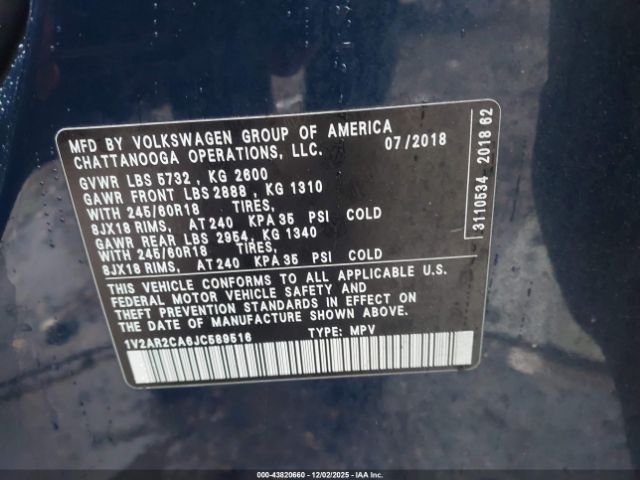 MFD BY VOLKSWAGEN GROUP OF AMERICA
CHATTANOOGA OPERATIONS, LLC. 07/2018
GVWR LBS 5732 , KG 2600
GAWR FRONT LBS 2888 , KG 1310
WITH 245/60R18 TIRES,
8JX18 RIMS, AT 240 KPA 35 PSI COLD
GAWR REAR LBS 2954, KG 1340
WITH 245/60R18 TIRES,
8JX18 RIMS, AT 240 KPA 35 PSI COLD
THIS VEHICLE CONFORMS TO ALL APPLICABLE U.S.
FEDERAL MOTOR VEHICLE SAFETY AND
THEFT PREVENTION STANDARDS IN EFFECT ON
THE DATE OF MANUFACTURE SHOWN ABOVE.
1V2AR2CA6JC589516 TYPE: MPV
3110534 2018 62
000-43820660 - 12/02/2025 - COPYRIGHT IAA, LLC.